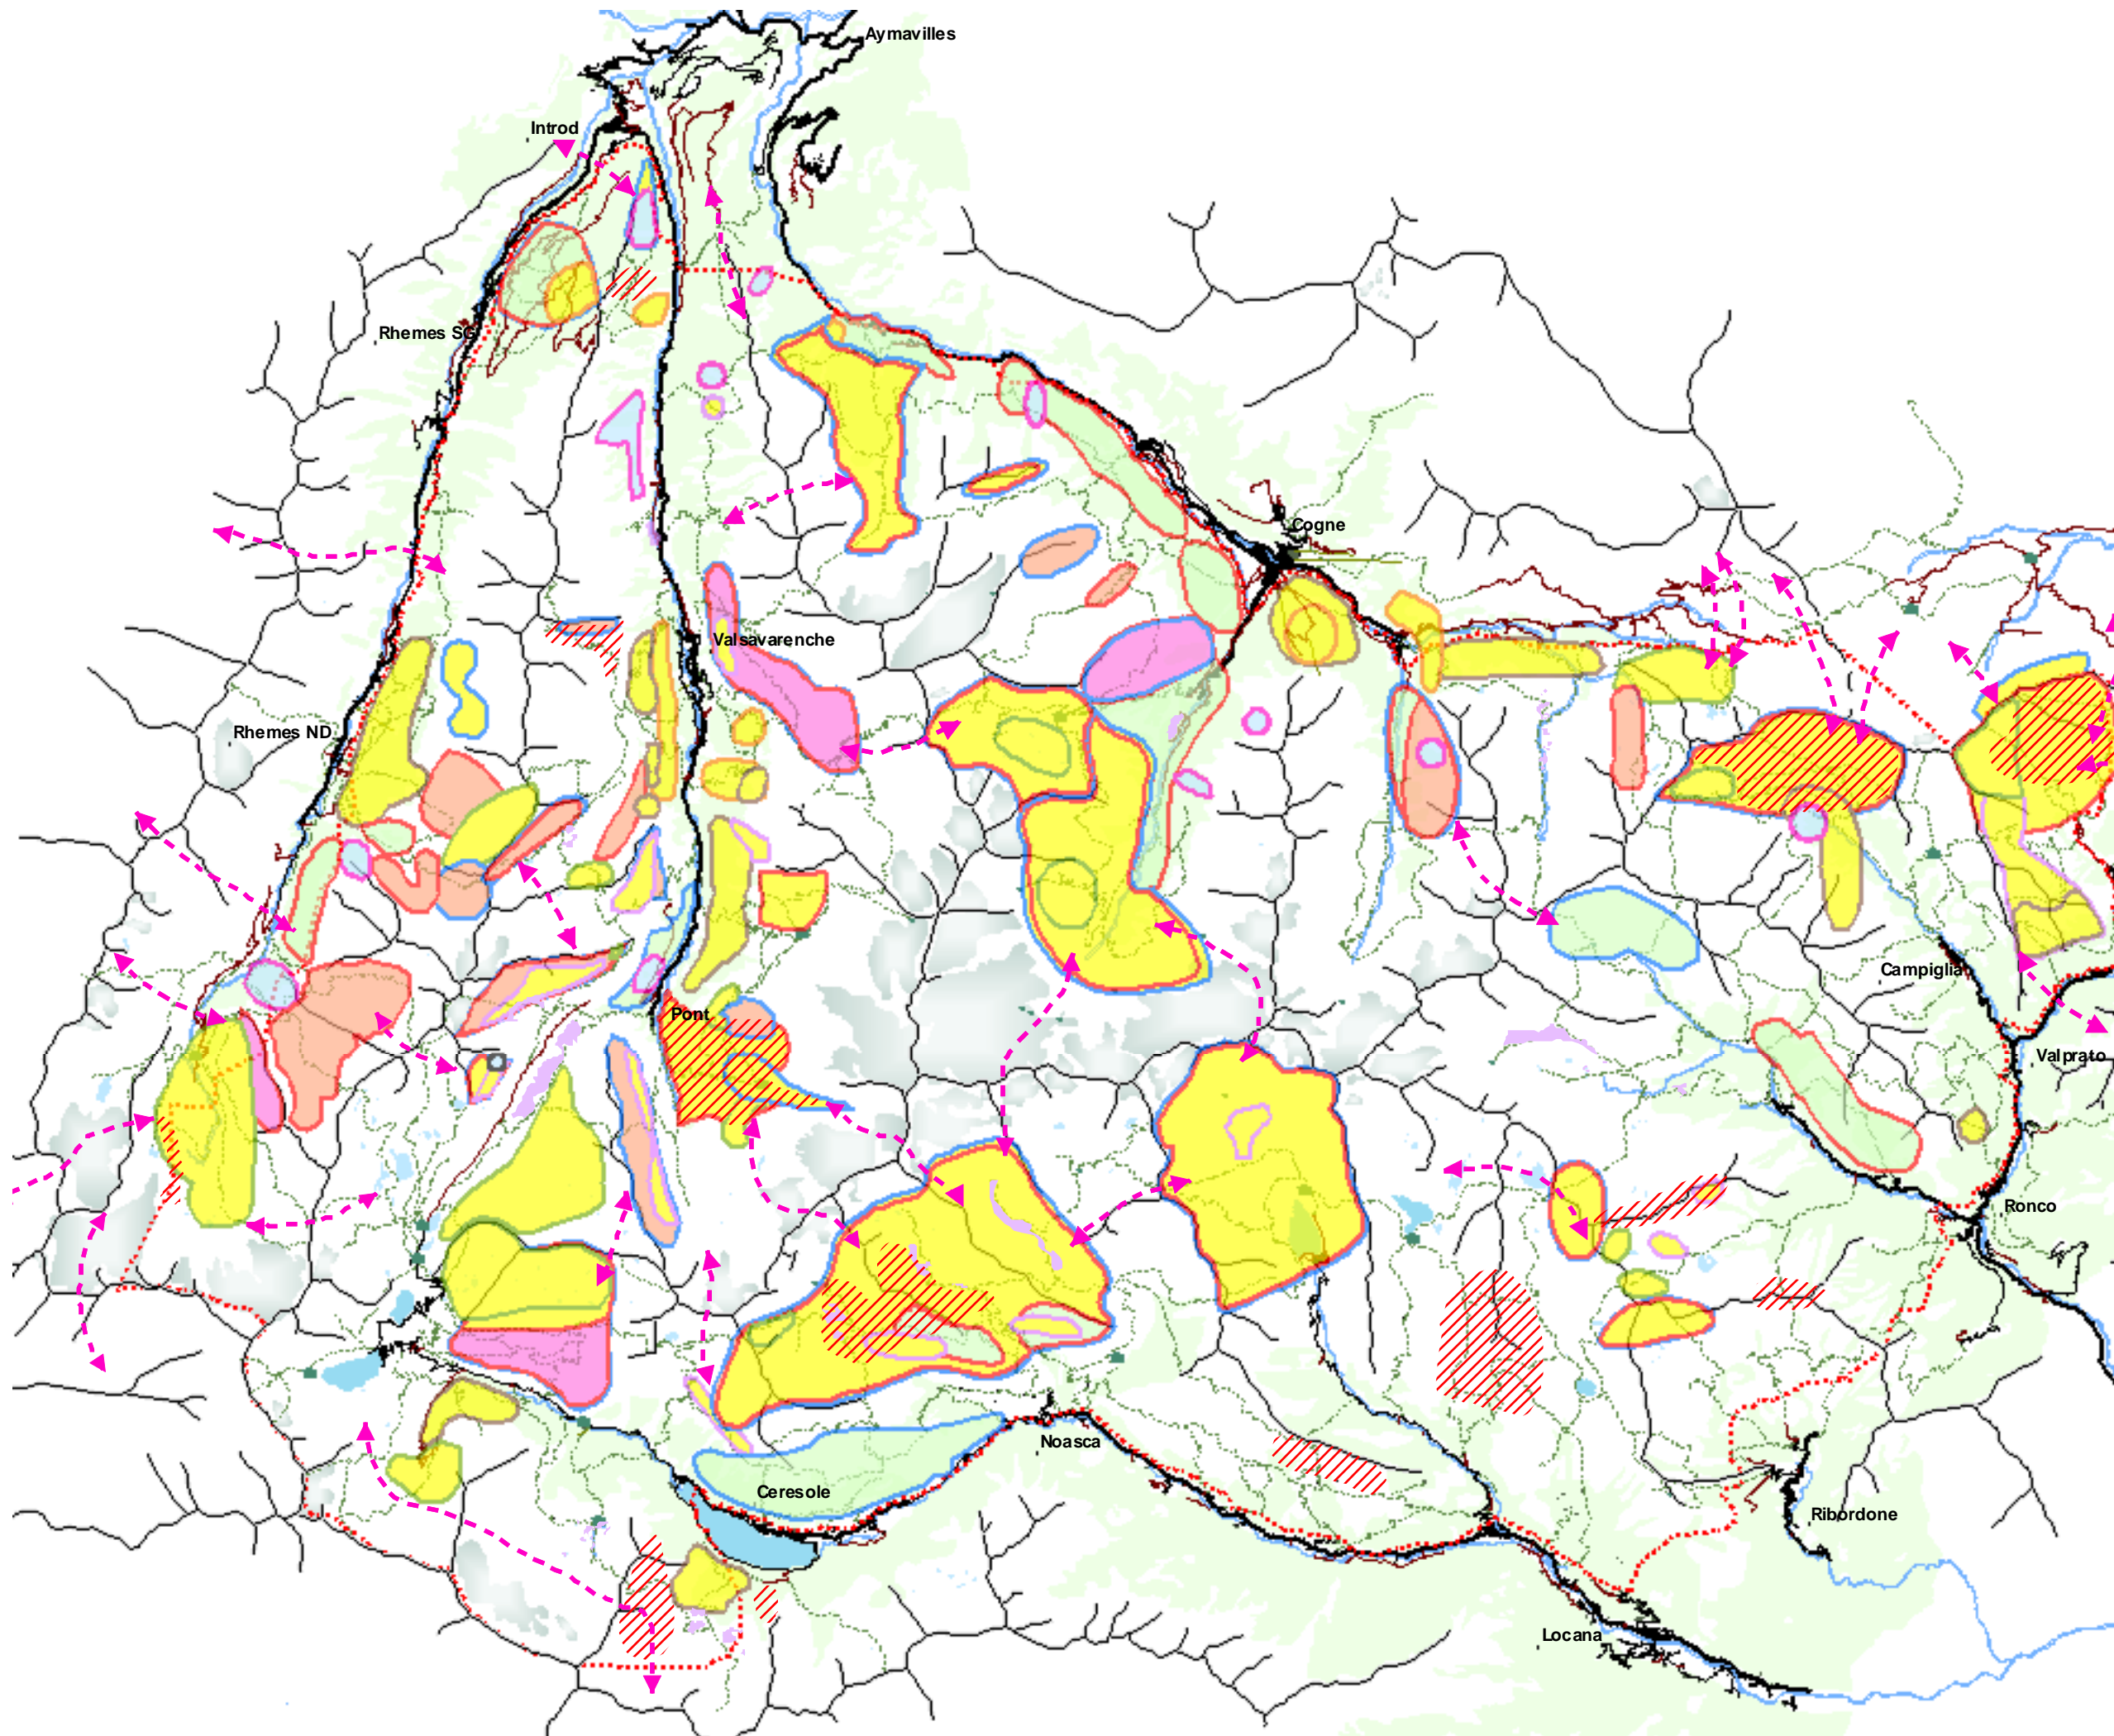 Aymavilles
Introd
Rhemes SG
Cogne
Valsavarenche
Rhemes ND
Campiglia
Pont
Valprato
Ronco
Noasca
Ceresole
Ribordone
Locana